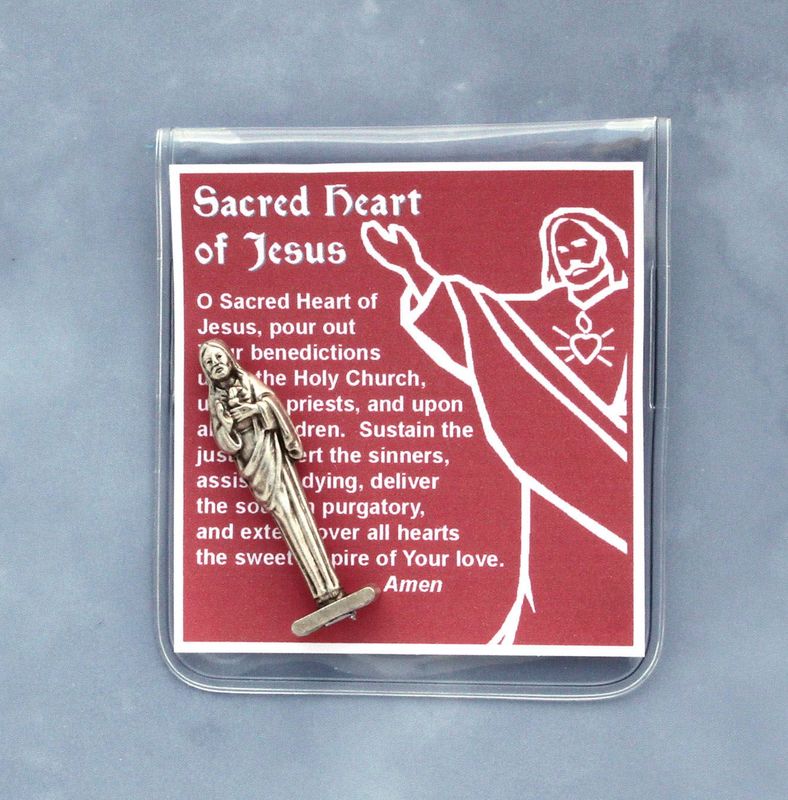 Sacred Heart
of Jesus
O Sacred Heart of
Jesus, pour out
benedictions
the Holy Church,
priests, and upon
Sustain the
the sinners,
dying, deliver
the purgatory,
and over all hearts
the sweet of Your love.
Amen